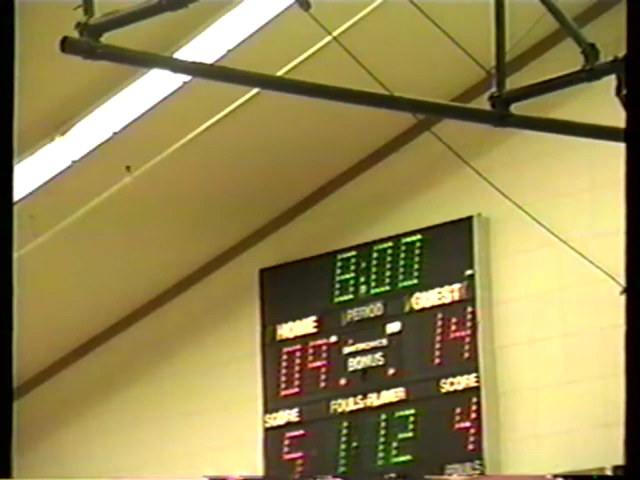 8:00
HOME PERIOD GUEST
09 BONUS 14
SCORE FOULS-PLAYER SCORE
5 1 12 4
FOULS